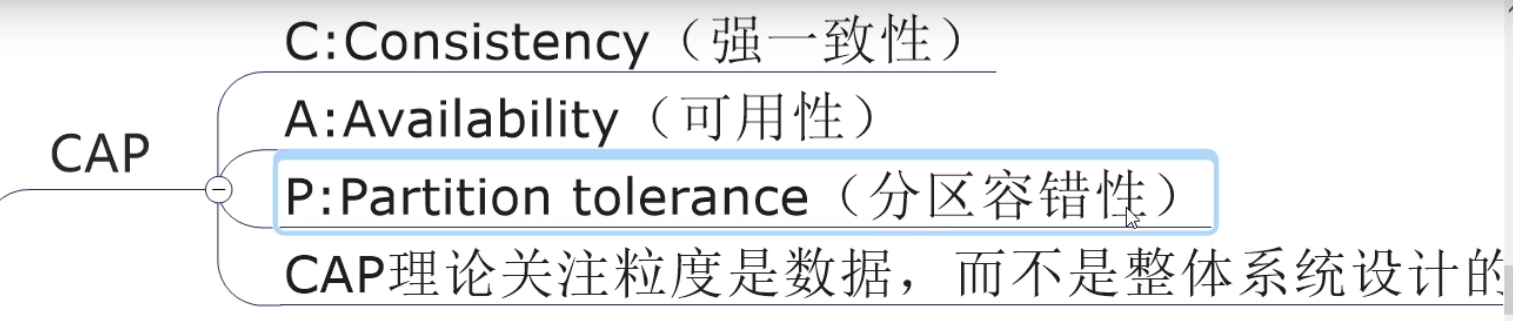 C:Consistency（强一致性）
A:Availability（可用性）
CAP
P:Partition tolerance（分区容错性）
CAP理论关注粒度是数据，而不是整体系统设计的